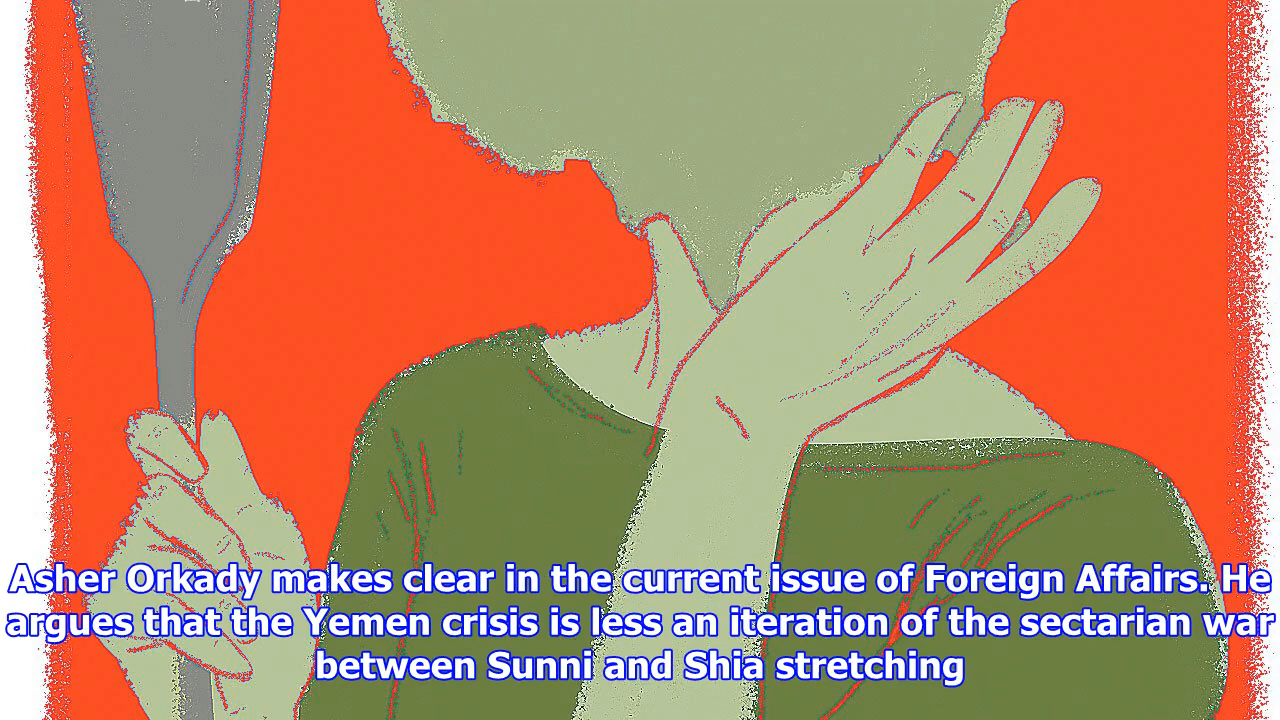 Asher Orkady makes clear in the current issue of Foreign Affairs. He
argues that the Yemen crisis is less an iteration of the sectarian war
between Sunni and Shia stretching